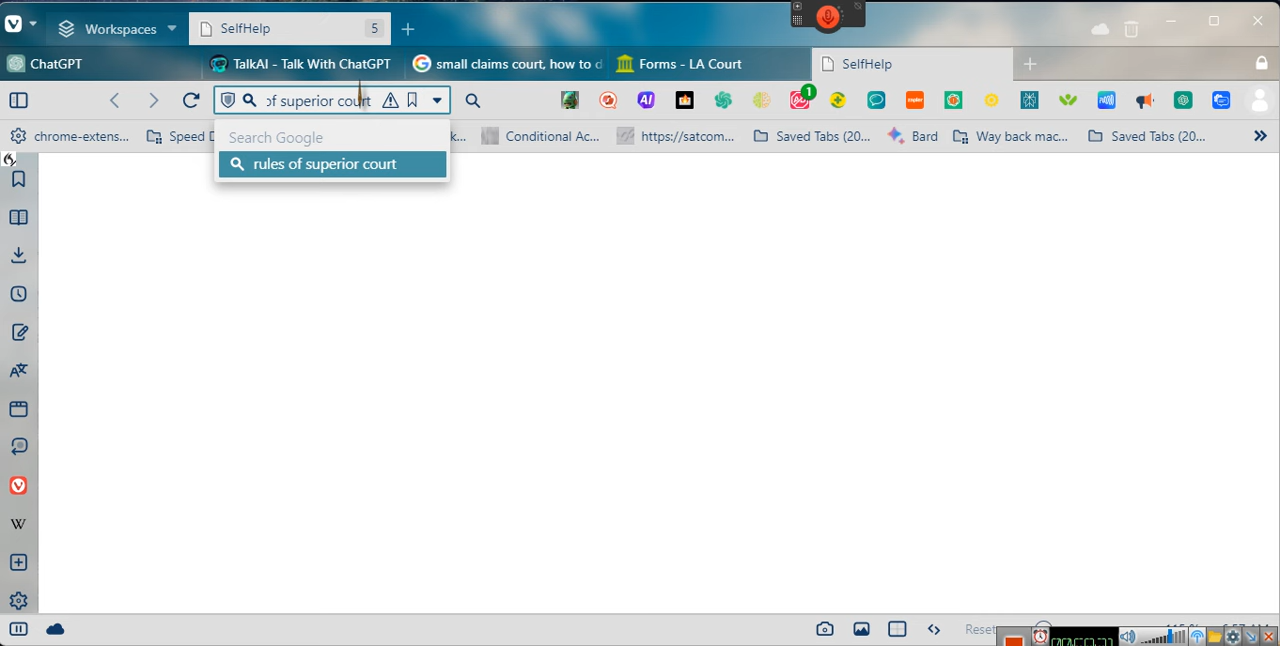 Workspaces
SelfHelp
5
ChatGPT
TalkAI - Talk With ChatGPT
small claims court, how to d
Forms - LA Court
SelfHelp
of superior court
AI
1
chrome-extens...
Speed D
Search Google
rules of superior court
k...
Conditional Ac...
https://satcom...
Saved Tabs (20...
Bard
Way back mac...
Saved Tabs (20...
W
Reset